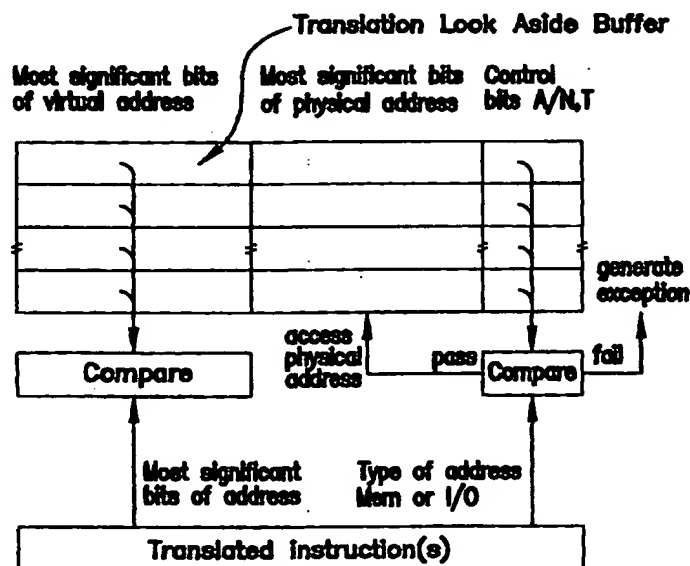 Translation Look Aside Buffer
Most significant bits
of virtual address
Most significant bits
of physical address
Control
bits A/N,T
generate
exception
access
physical
address
pass
fail
Compare
Compare
Most significant
bits of address
Type of address
Mem or I/O
Translated instruction(s)